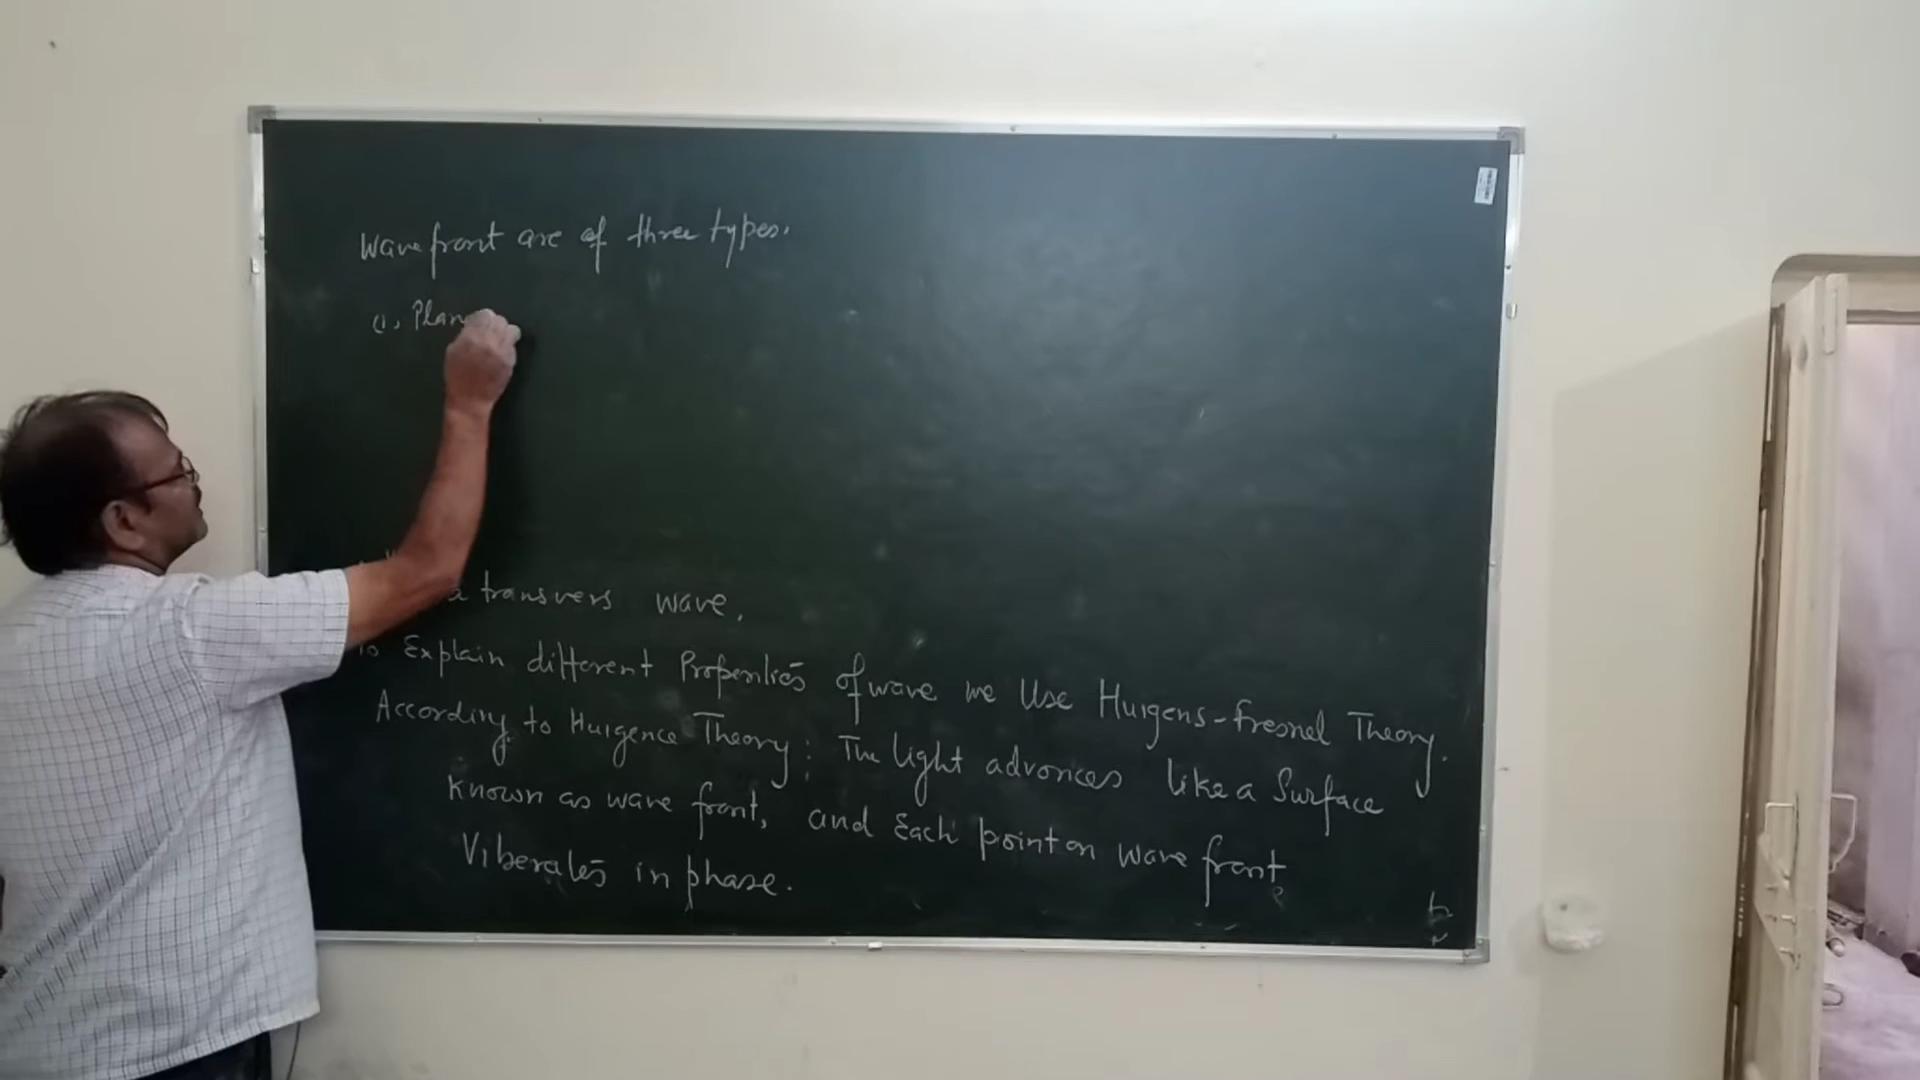 Wave front are of three types.
(1, Plan
a transvers wave,
To Explain different Properties of wave we Use Huigens-fresnel Theory.
According to Huigence Theory; The light advances like a Surface
known as wave front, and Each point on wave front
Viberates in phase.